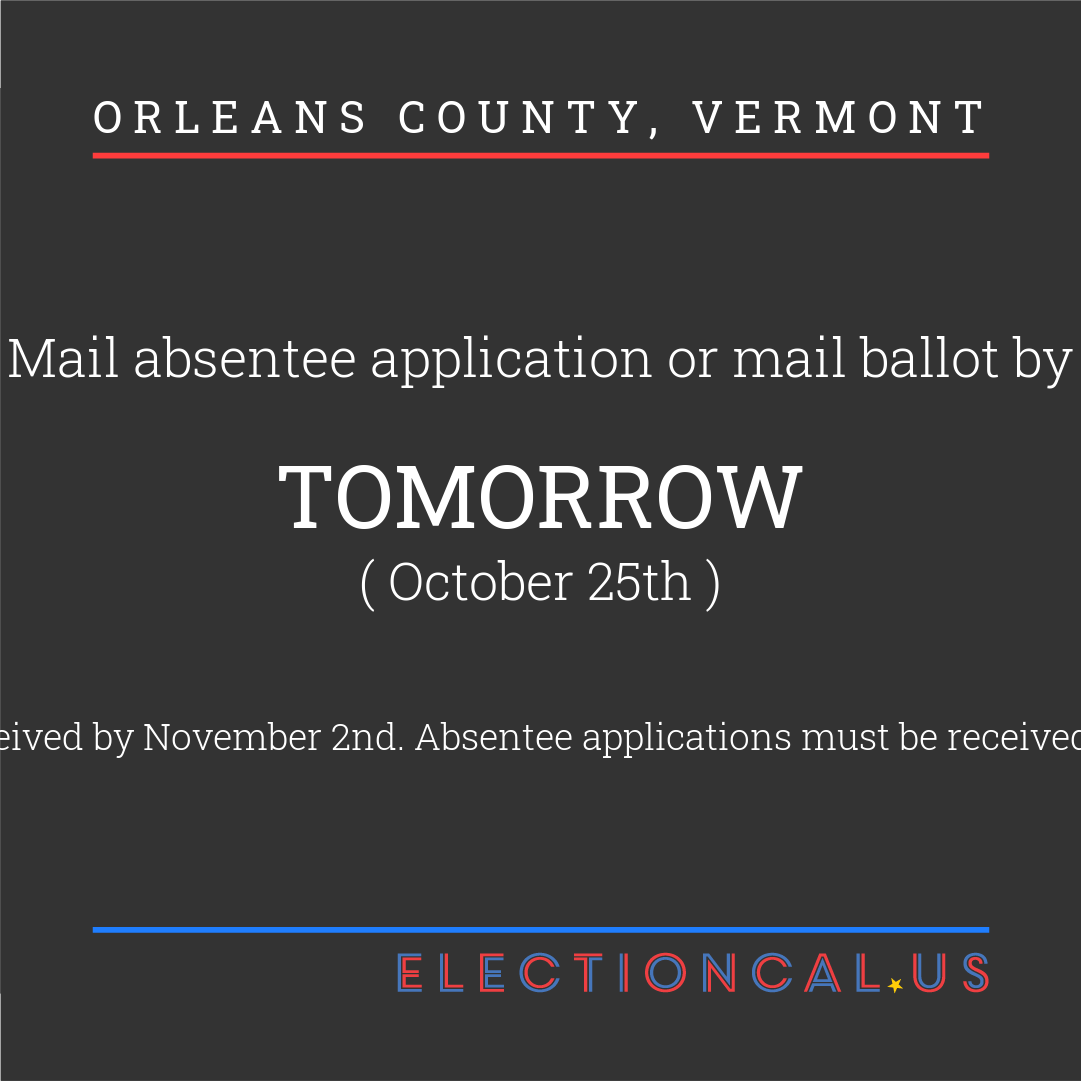 ORLEANS COUNTY, VERMONT
Mail absentee application or mail ballot by
TOMORROW
( October 25th )
eived by November 2nd. Absentee applications must be received
ELECTIONCAL.US